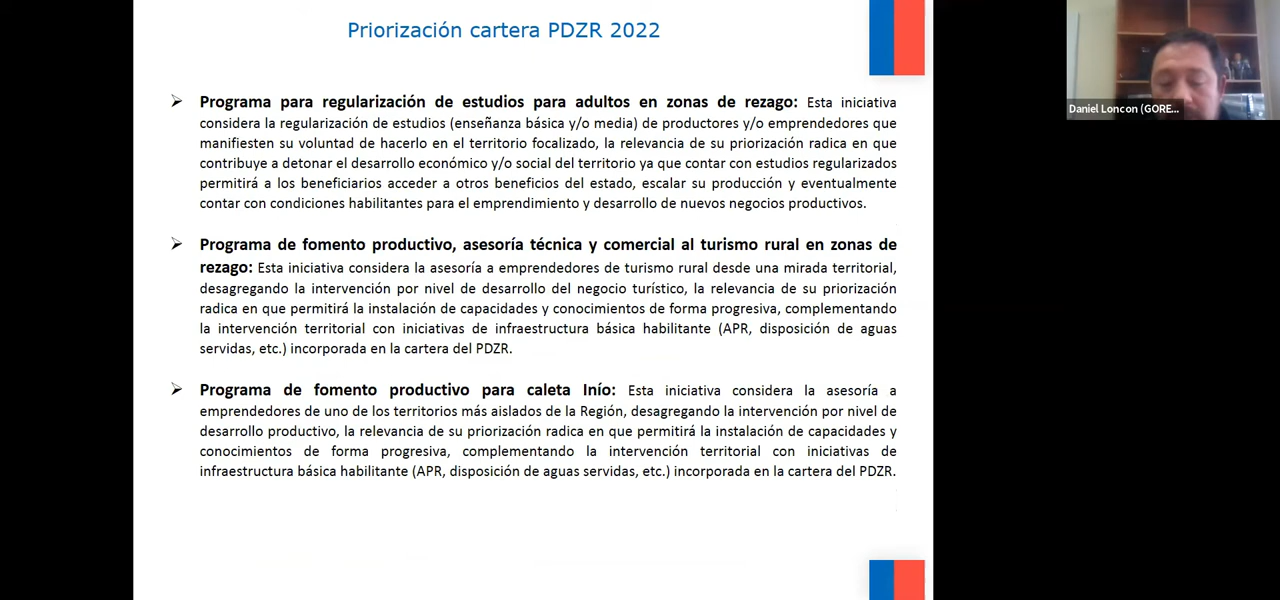 Priorización cartera PDZR 2022
Programa para regularización de estudios para adultos en zonas de rezago: Esta iniciativa
considera la regularización de estudios (enseñanza básica y/o media) de productores y/o emprendedores que
manifiesten su voluntad de hacerlo en el territorio focalizado, la relevancia de su priorización radica en que
contribuye a detonar el desarrollo económico y/o social del territorio ya que contar con estudios regularizados
permitirá a los beneficiarios acceder a otros beneficios del estado, escalar su producción y eventualmente
contar con condiciones habilitantes para el emprendimiento y desarrollo de nuevos negocios productivos.
Programa de fomento productivo, asesoría técnica y comercial al turismo rural en zonas de
rezago: Esta iniciativa considera la asesoría a emprendedores de turismo rural desde una mirada territorial,
desagregando la intervención por nivel de desarrollo del negocio turístico, la relevancia de su priorización
radica en que permitirá la instalación de capacidades y conocimientos de forma progresiva, complementando
la intervención territorial con iniciativas de infraestructura básica habilitante (APR, disposición de aguas
servidas, etc.) incorporada en la cartera del PDZR.
Programa de fomento productivo para caleta Inío: Esta iniciativa considera la asesoría a
emprendedores de uno de los territorios más aislados de la Región, desagregando la intervención por nivel de
desarrollo productivo, la relevancia de su priorización radica en que permitirá la instalación de capacidades y
conocimientos de forma progresiva, complementando la intervención territorial con iniciativas de
infraestructura básica habilitante (APR, disposición de aguas servidas, etc.) incorporada en la cartera del PDZR.
Daniel Loncon (GORE...